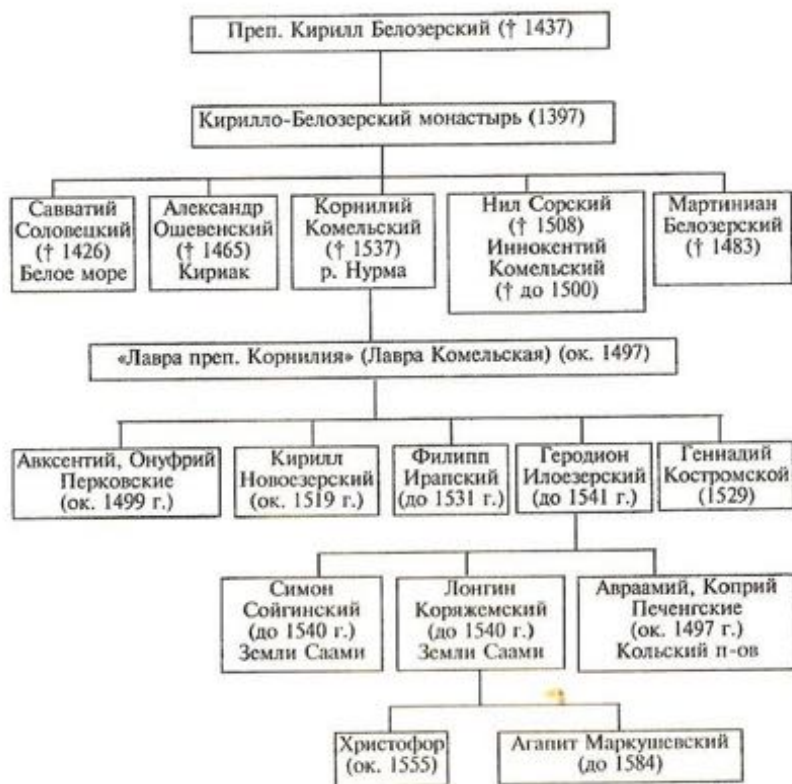 Преп. Кирилл Белозерский († 1437)
Кирилло-Белозерский монастырь (1397)
Савватий
Соловецкий
(† 1426)
Белое море
Александр
Ошевенский
(† 1465)
Кириак
Корнилий
Комельский
(† 1537)
р. Нурма
Нил Сорский
(† 1508)
Иннокентий
Комельский
(† до 1500)
Мартиниан
Белозерский
(† 1483)
«Лавра преп. Корнилия» (Лавра Комельская) (ок. 1497)
Авксентий, Онуфрий
Перковские
(ок. 1499 г.)
Кирилл
Новоезерский
(ок. 1519 г.)
Филипп
Ирапский
(до 1531 г.)
Геродион
Илоезерский
(до 1541 г.)
Геннадий
Костромской
(1529)
Симон
Сойгинский
(до 1540 г.)
Земли Саами
Лонгин
Коряжемский
(до 1540 г.)
Земли Саами
Авраамий, Коприй
Печенгские
(ок. 1497 г.)
Кольский п-ов
Христофор
(ок. 1555)
Агапит Маркушевский
(до 1584)